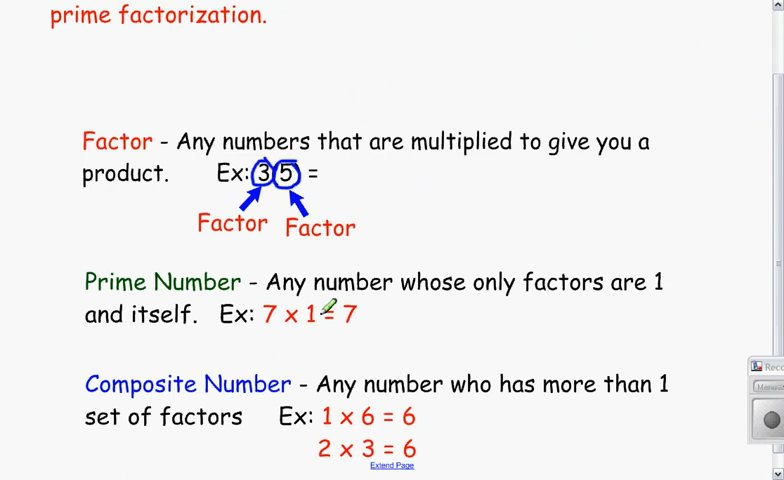 prime factorization.
Factor - Any numbers that are multiplied to give you a
product. Ex: 3 5 =
Factor Factor
Prime Number - Any number whose only factors are 1
and itself. Ex: 7 x 1 = 7
Composite Number - Any number who has more than 1
set of factors Ex: 1 x 6 = 6
2 x 3 = 6
Extend Page